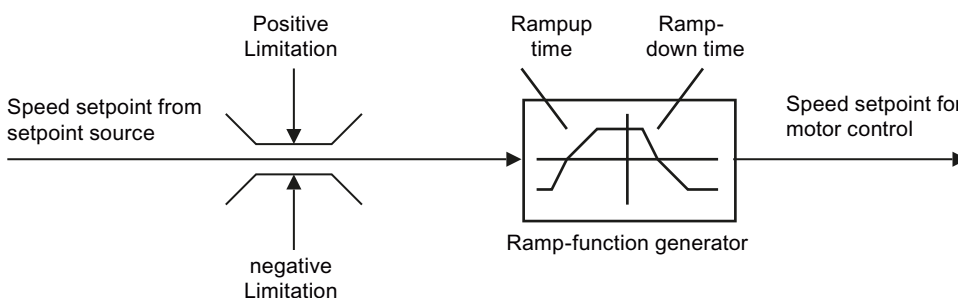 Positive
Limitation
Rampup
time
Ramp-
down time
Speed setpoint from
setpoint source
Speed setpoint for
motor control
Ramp-function generator
negative
Limitation